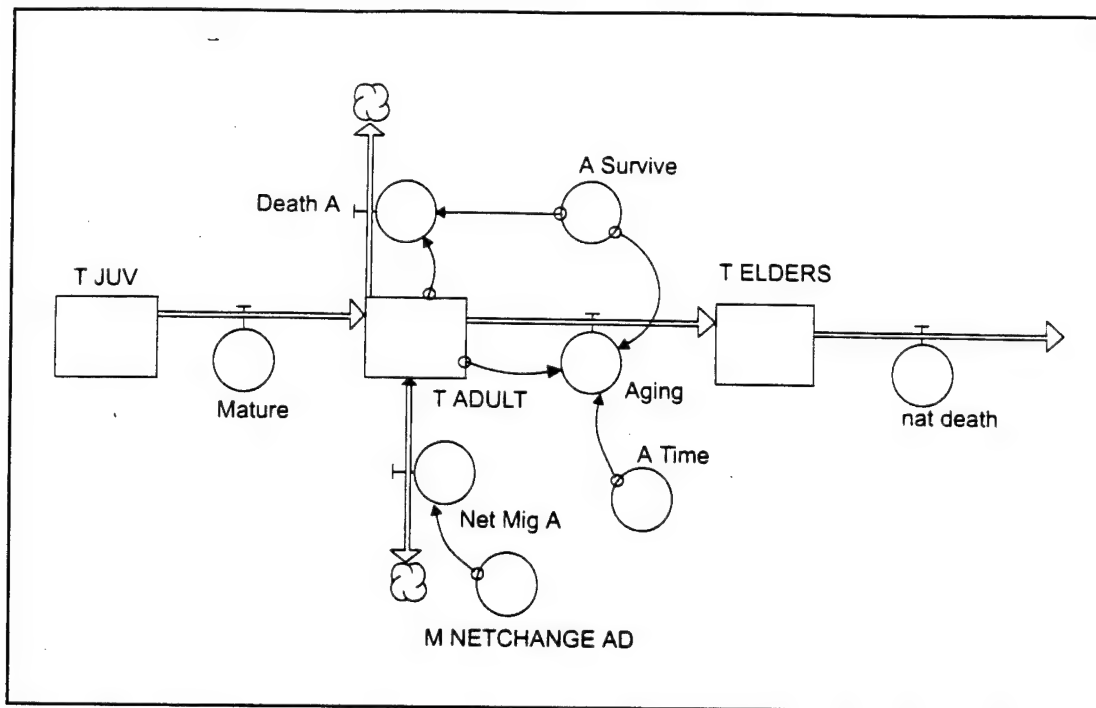 A Survive
Death A
T JUV
T ELDERS
Mature
T ADULT
Aging
nat death
A Time
Net Mig A
M NETCHANGE AD